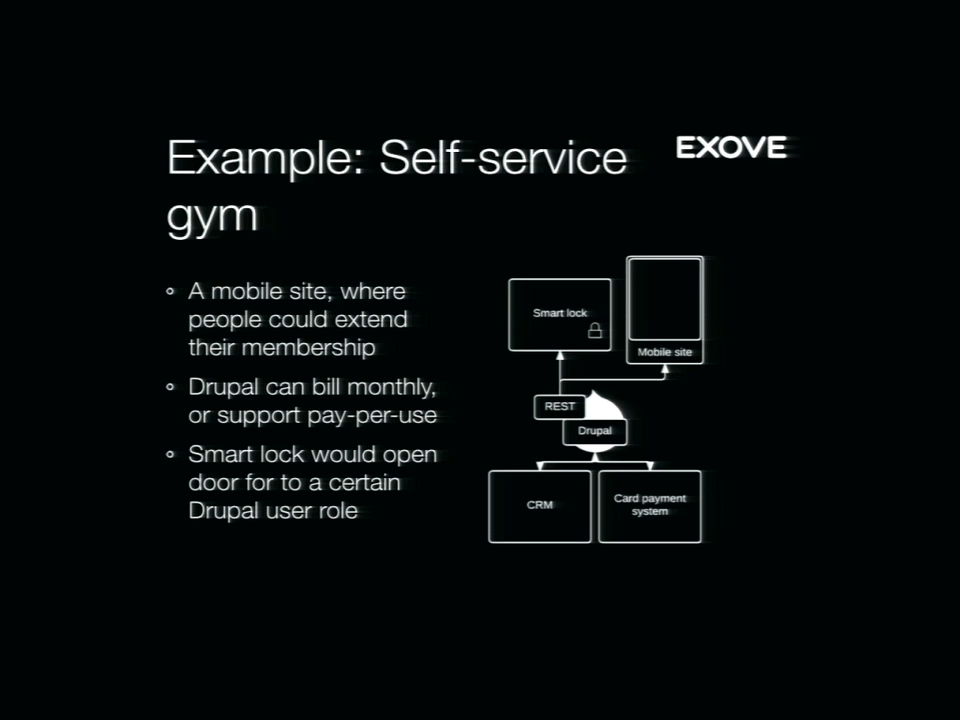 Example: Self-service
gym
EXOVE
A mobile site, where
people could extend
their membership
Drupal can bill monthly,
or support pay-per-use
Smart lock would open
door for to a certain
Drupal user role
Smart lock
Mobile site
REST
Drupal
CRM
Card payment
system